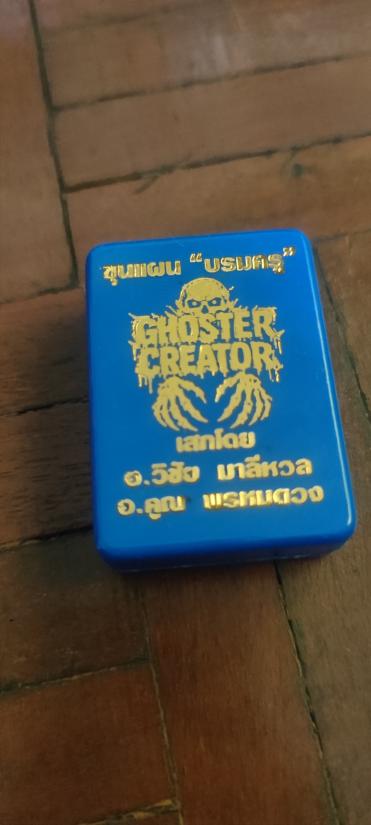 ขุนแผน “บรมครู”
GHOSTER
CREATOR
เสกโดย
อ.วิชัง มาลีหวล
อ.คูณ พรหมดวง